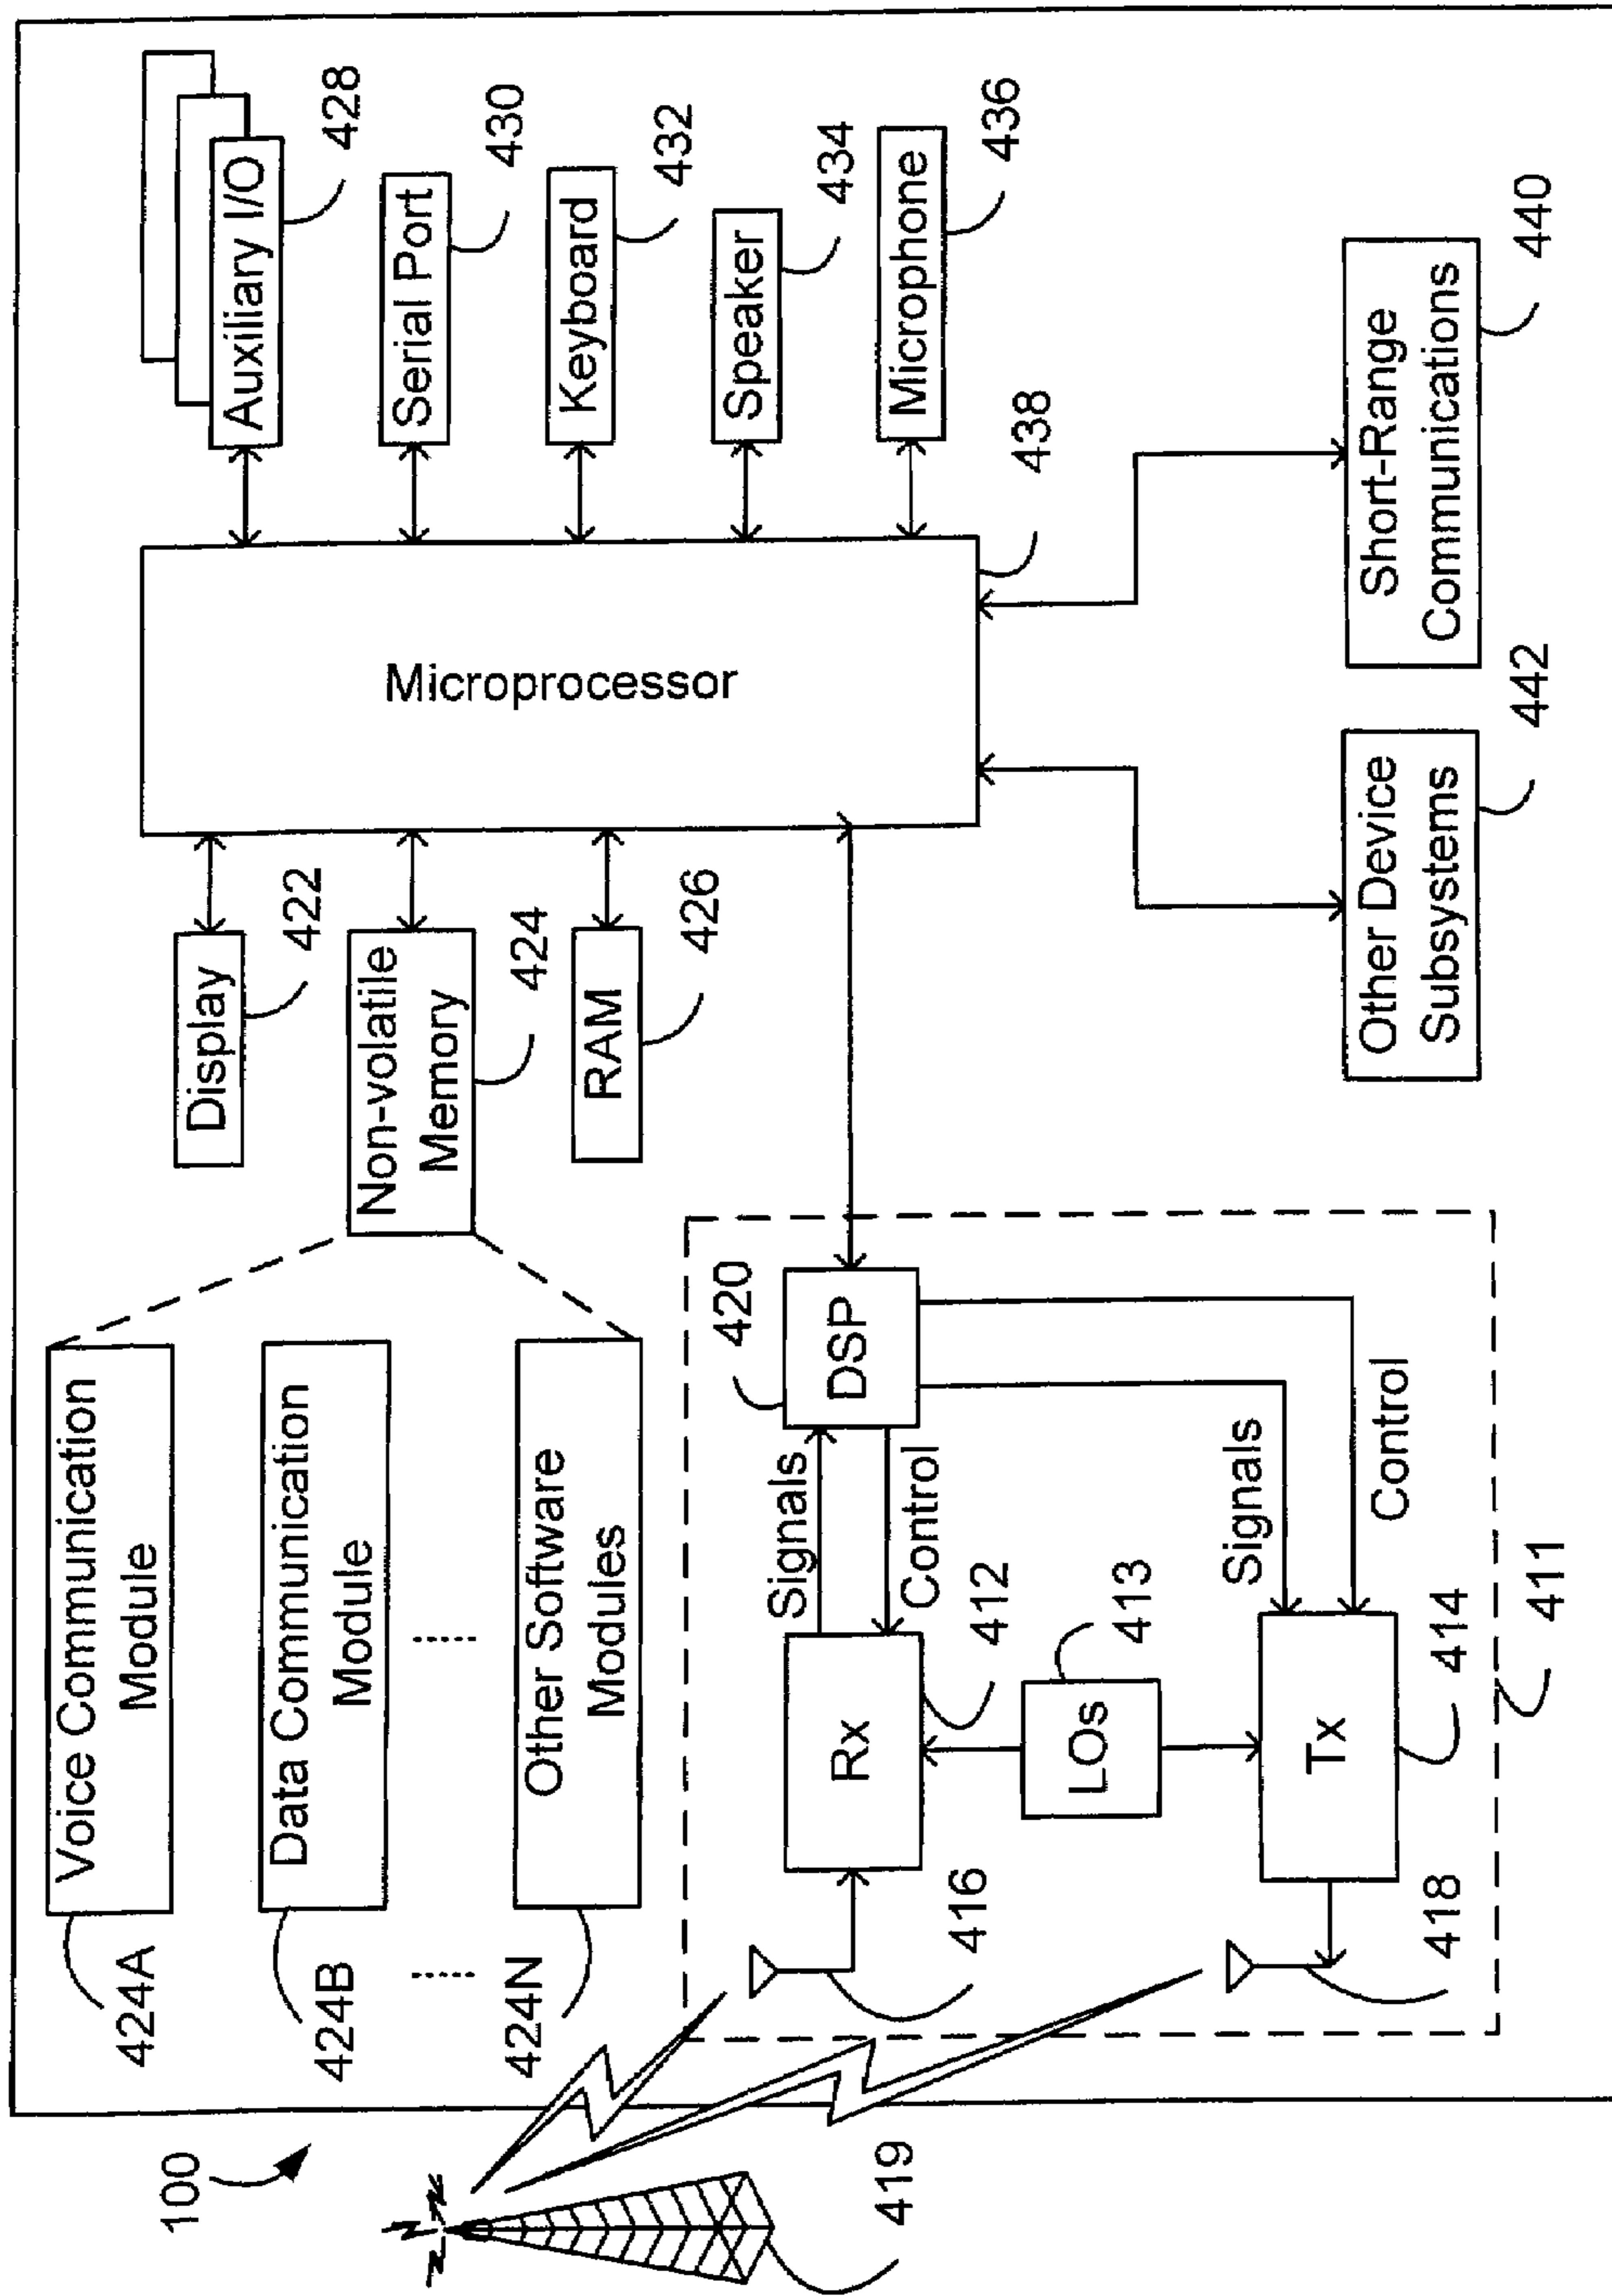 100
419
424A
Voice Communication
Module
424B
Data Communication
Module
........
........
424N
Other Software
Modules
Display
422
Non-volatile
Memory
424
RAM
426
Microprocessor
438
Auxiliary I/O
428
Serial Port
430
Keyboard
432
Speaker
434
Microphone
436
420
DSP
Signals
Control
Rx
412
416
LOs
413
Signals
Control
Tx
414
418
411
Other Device
Subsystems
442
Short-Range
Communications
440